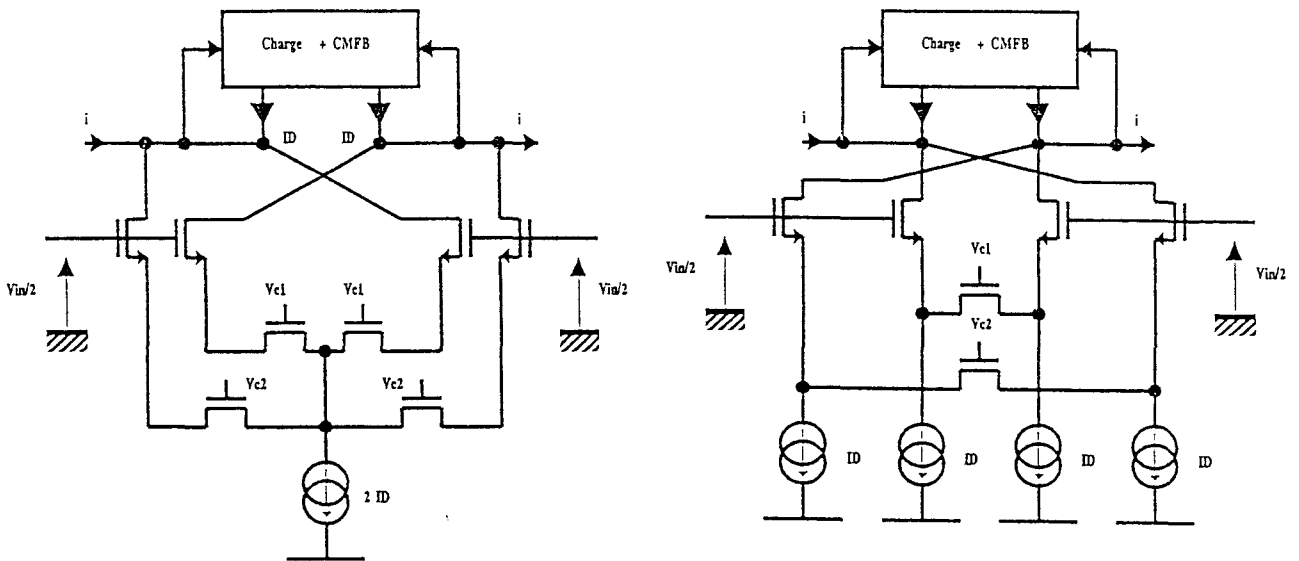 Charge + CMFB
i
ID
ID
i
Vin/2
Vin/2
Vc1
Vc1
Vc2
Vc2
2 ID
Charge + CMFB
i
i
Vin/2
Vin/2
Vc1
Vc2
ID
ID
ID
ID